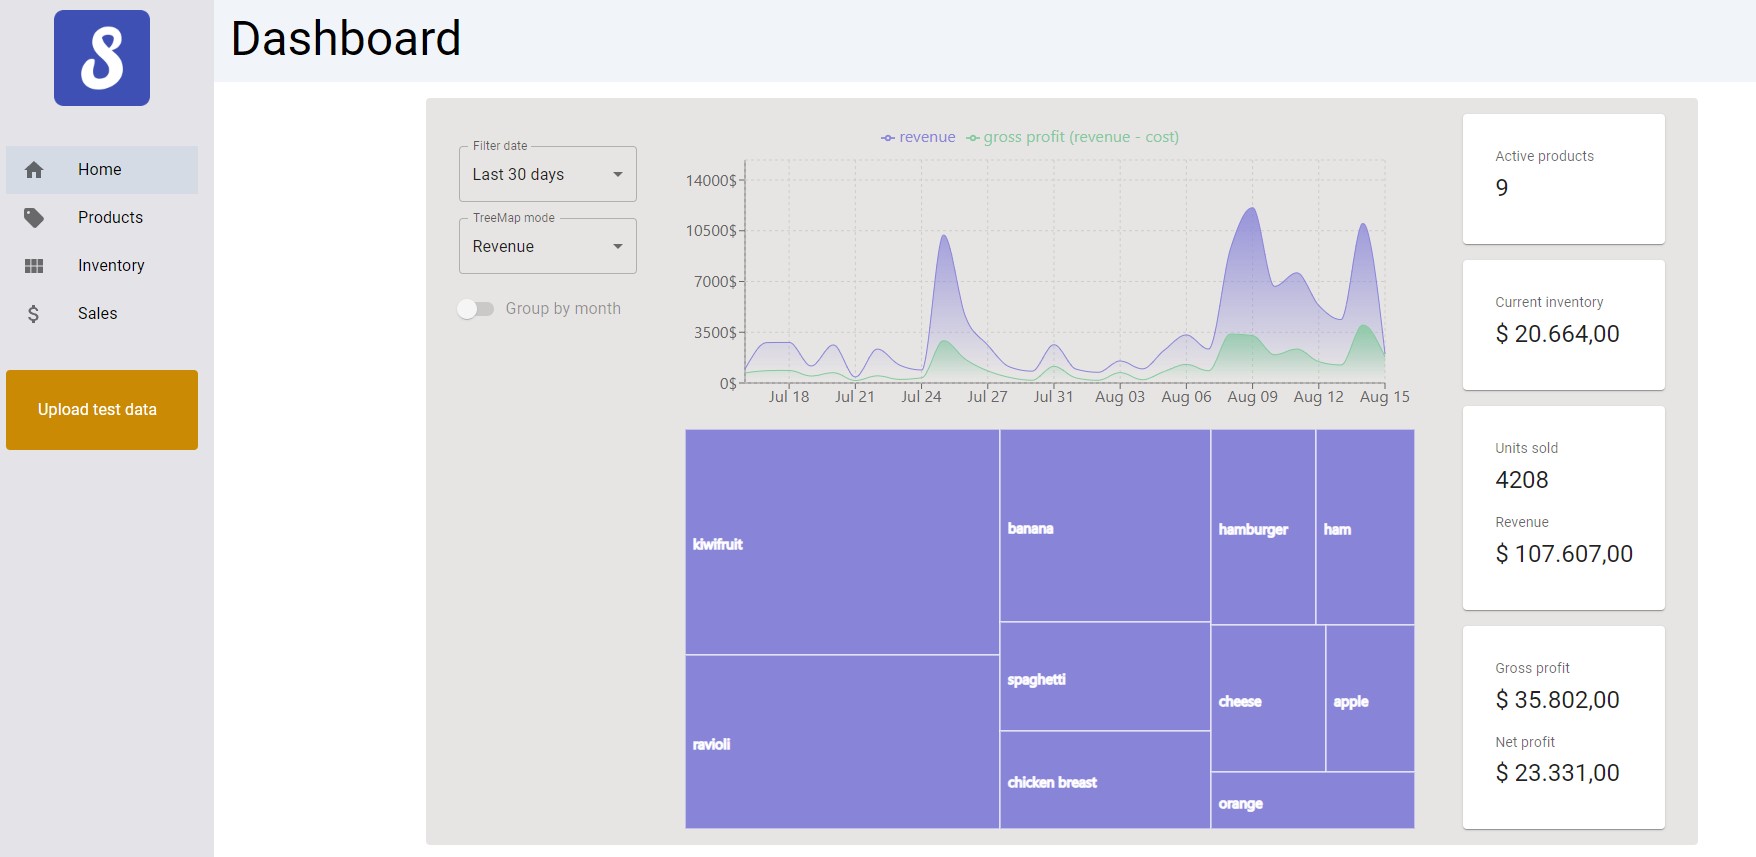 S
Dashboard
Home
Products
Inventory
Sales
Upload test data
Filter date
Last 30 days
TreeMap mode
Revenue
Group by month
revenue
gross profit (revenue - cost)
14000$
10500$
7000$
3500$
0$
Jul 18 Jul 21 Jul 24 Jul 27 Jul 31 Aug 03 Aug 06 Aug 09 Aug 12 Aug 15
kiwifruit
ravioli
banana
spaghetti
chicken breast
hamburger
ham
cheese
apple
orange
Active products
9
Current inventory
$ 20.664,00
Units sold
4208
Revenue
$ 107.607,00
Gross profit
$ 35.802,00
Net profit
$ 23.331,00